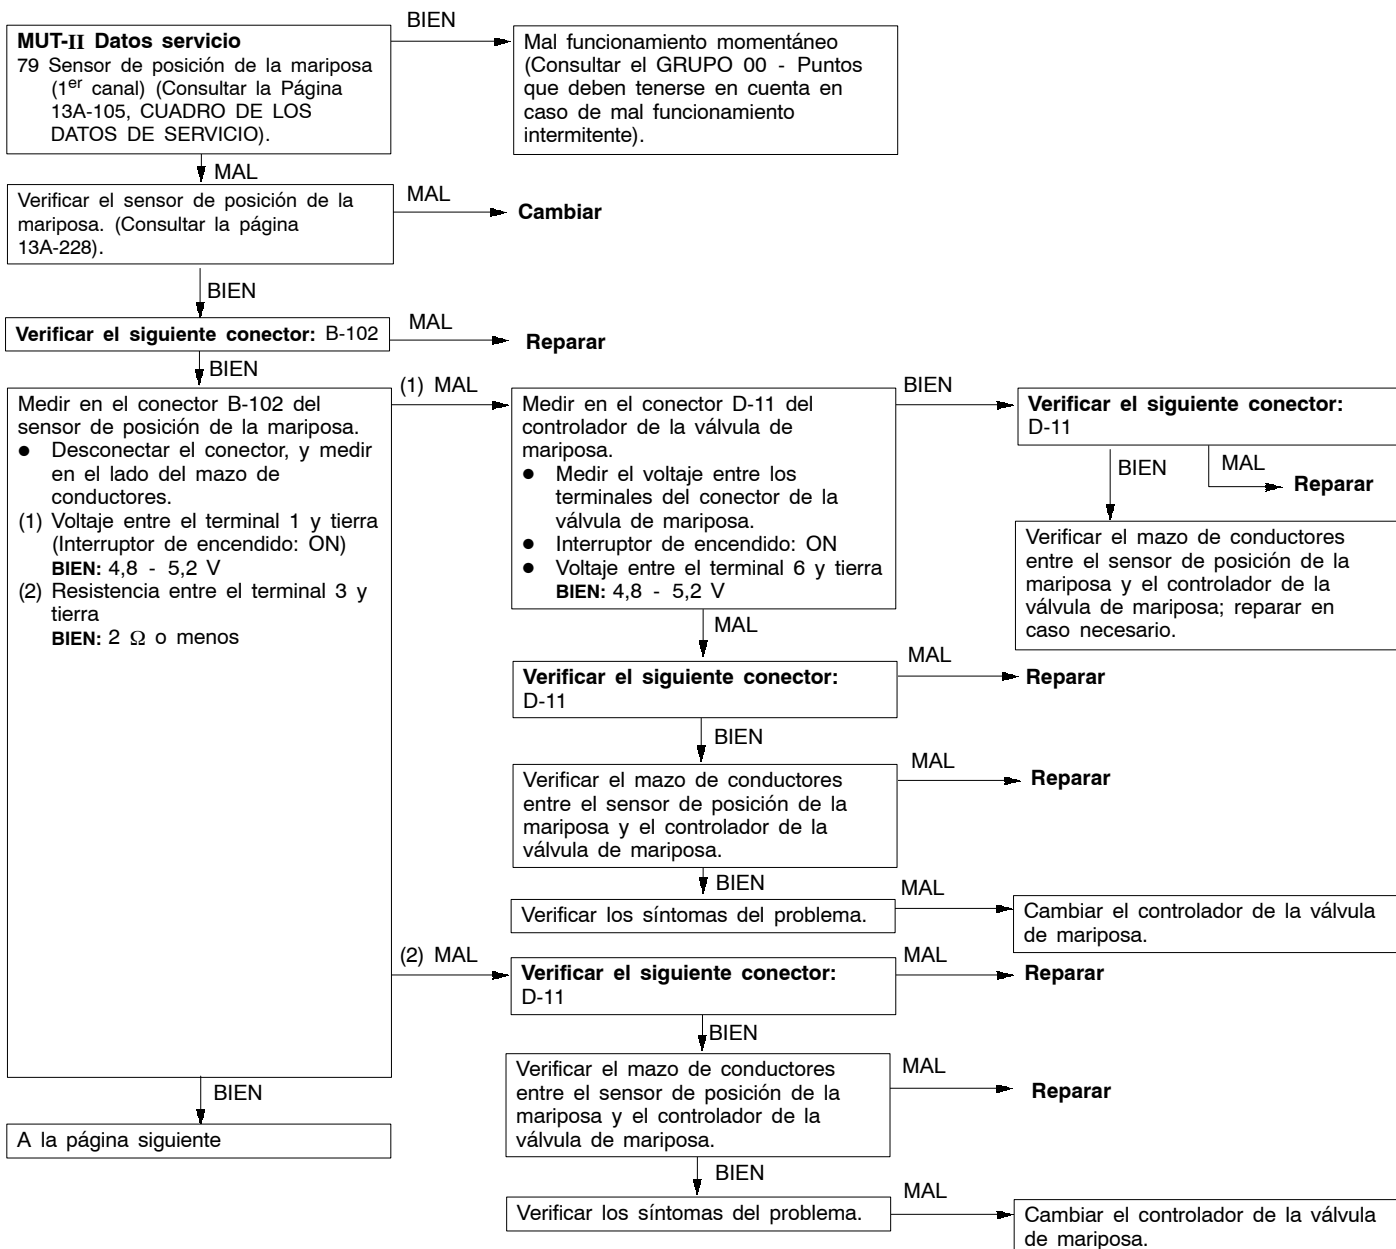 MUT-II Datos servicio
79 Sensor de posición de la mariposa
(1er canal) (Consultar la Página
13A-105, CUADRO DE LOS
DATOS DE SERVICIO).
BIEN
Mal funcionamiento momentáneo
(Consultar el GRUPO 00 - Puntos
que deben tenerse en cuenta en
caso de mal funcionamiento
intermitente).
MAL
Verificar el sensor de posición de la
mariposa. (Consultar la página
13A-228).
MAL
Cambiar
BIEN
Verificar el siguiente conector: B-102
MAL
Reparar
BIEN
Medir en el conector B-102 del
sensor de posición de la mariposa.
● Desconectar el conector, y medir
en el lado del mazo de
conductores.
(1) Voltaje entre el terminal 1 y tierra
(Interruptor de encendido: ON)
BIEN: 4,8 - 5,2 V
(2) Resistencia entre el terminal 3 y
tierra
BIEN: 2 Ω o menos
(1) MAL
Medir en el conector D-11 del
controlador de la válvula de
mariposa.
● Medir el voltaje entre los
terminales del conector de la
válvula de mariposa.
● Interruptor de encendido: ON
● Voltaje entre el terminal 6 y tierra
BIEN: 4,8 - 5,2 V
BIEN
Verificar el siguiente conector:
D-11
BIEN
MAL
Reparar
Verificar el mazo de conductores
entre el sensor de posición de la
mariposa y el controlador de la
válvula de mariposa; reparar en
caso necesario.
MAL
Verificar el siguiente conector:
D-11
MAL
Reparar
BIEN
Verificar el mazo de conductores
entre el sensor de posición de la
mariposa y el controlador de la
válvula de mariposa.
MAL
Reparar
BIEN
Verificar los síntomas del problema.
MAL
Cambiar el controlador de la válvula
de mariposa.
(2) MAL
Verificar el siguiente conector:
D-11
MAL
Reparar
BIEN
Verificar el mazo de conductores
entre el sensor de posición de la
mariposa y el controlador de la
válvula de mariposa.
MAL
Reparar
BIEN
Verificar los síntomas del problema.
MAL
Cambiar el controlador de la válvula
de mariposa.
BIEN
A la página siguiente